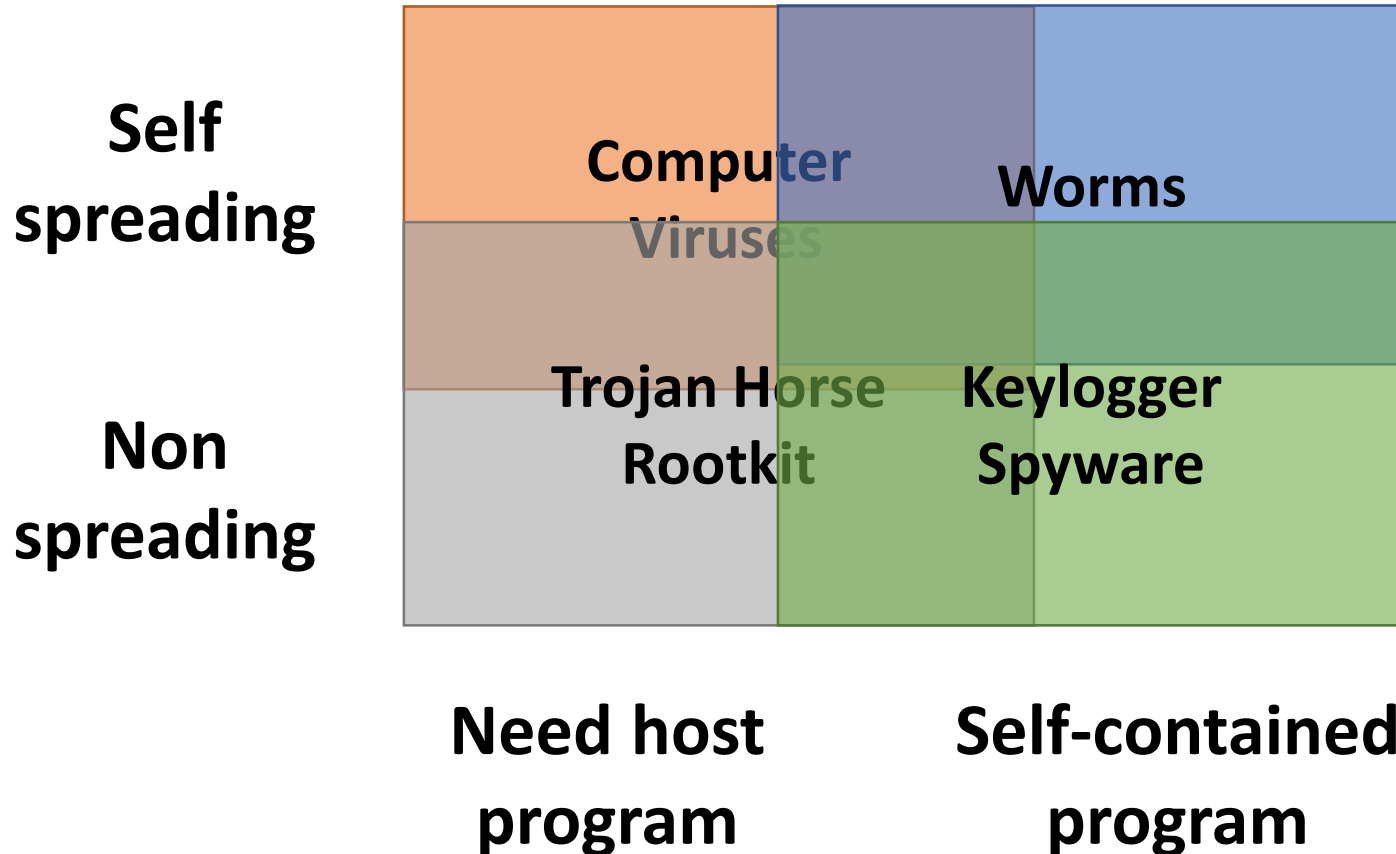 Self
spreading
Computer
Viruses
Worms
Non
spreading
Trojan Horse
Rootkit
Keylogger
Spyware
Need host
program
Self-contained
program